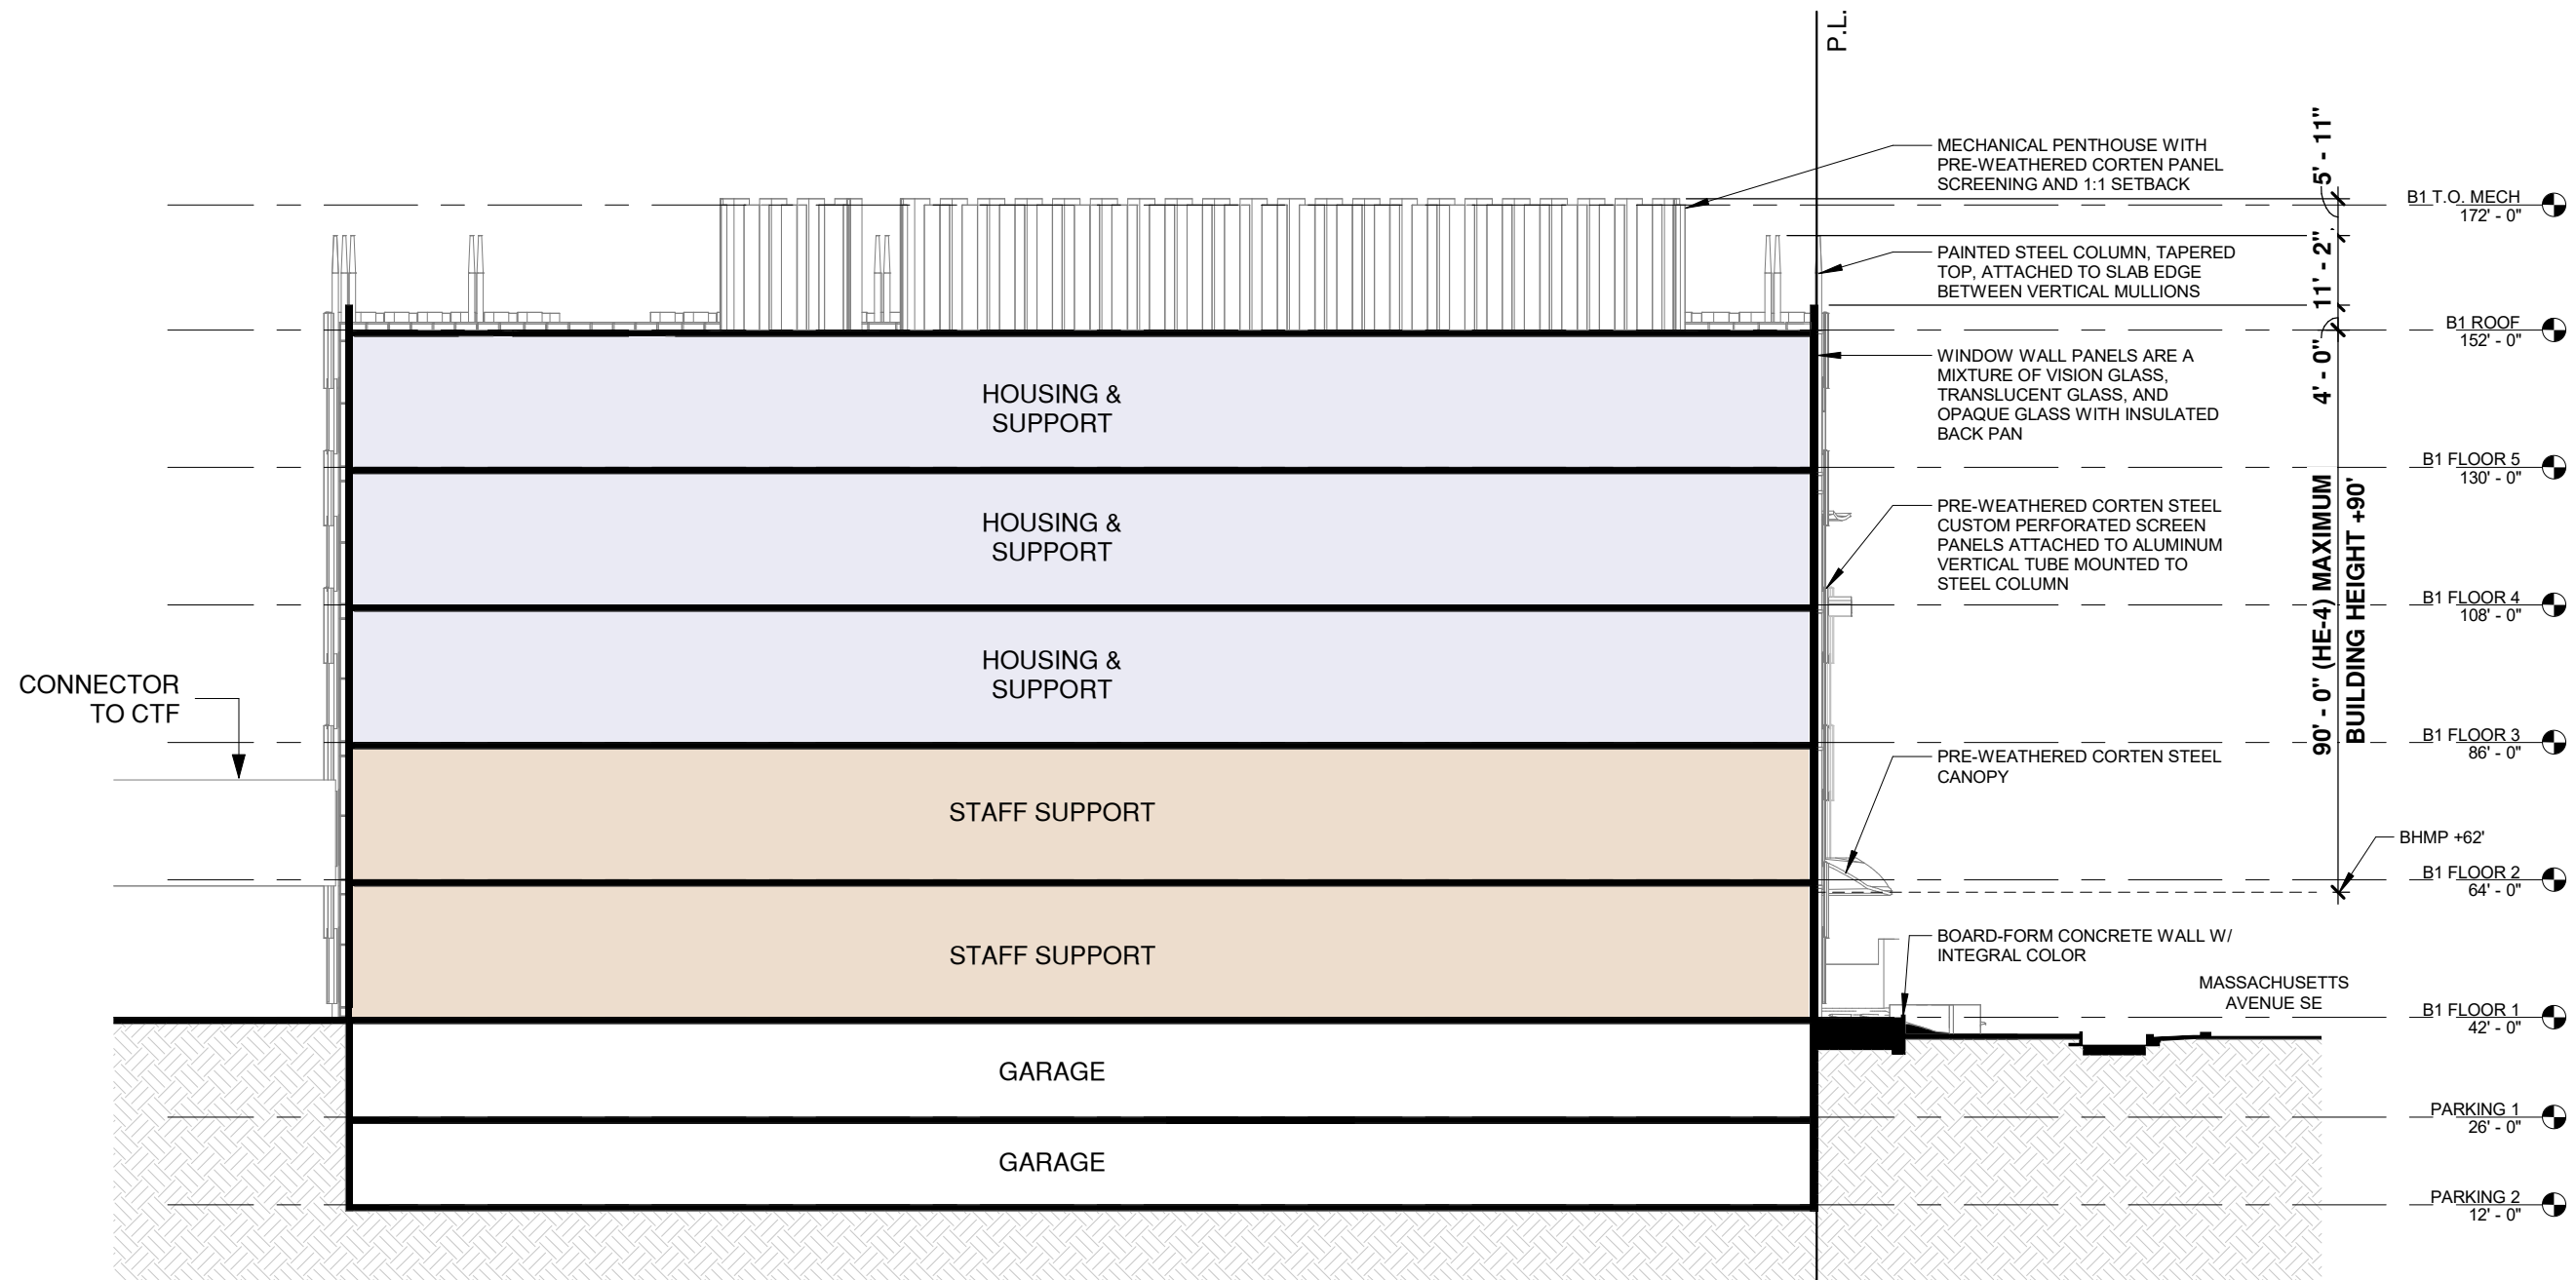 P.L.
MECHANICAL PENTHOUSE WITH
PRE-WEATHERED CORTEN PANEL
SCREENING AND 1:1 SETBACK
PAINTED STEEL COLUMN, TAPERED
TOP, ATTACHED TO SLAB EDGE
BETWEEN VERTICAL MULLIONS
WINDOW WALL PANELS ARE A
MIXTURE OF VISION GLASS,
TRANSLUCENT GLASS, AND
OPAQUE GLASS WITH INSULATED
BACK PAN
PRE-WEATHERED CORTEN STEEL
CUSTOM PERFORATED SCREEN
PANELS ATTACHED TO ALUMINUM
VERTICAL TUBE MOUNTED TO
STEEL COLUMN
PRE-WEATHERED CORTEN STEEL
CANOPY
BOARD-FORM CONCRETE WALL W/
INTEGRAL COLOR
MASSACHUSETTS
AVENUE SE
5' - 11"
11' - 2"
4' - 0"
90' - 0" (HE-4) MAXIMUM
BUILDING HEIGHT +90'
BHMP +62'
B1 T.O. MECH
172' - 0"
B1 ROOF
152' - 0"
B1 FLOOR 5
130' - 0"
B1 FLOOR 4
108' - 0"
B1 FLOOR 3
86' - 0"
B1 FLOOR 2
64' - 0"
B1 FLOOR 1
42' - 0"
PARKING 1
26' - 0"
PARKING 2
12' - 0"
CONNECTOR
TO CTF
HOUSING &
SUPPORT
HOUSING &
SUPPORT
HOUSING &
SUPPORT
STAFF SUPPORT
STAFF SUPPORT
GARAGE
GARAGE